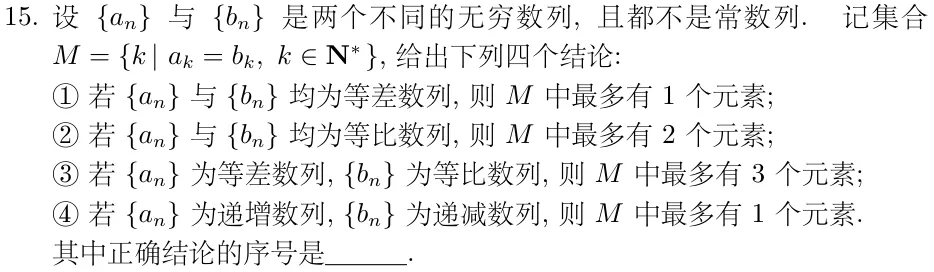 15. 设 {aₙ} 与 {bₙ} 是两个不同的无穷数列, 且都不是常数列. 记集合
M = {k | aₖ = bₖ, k ∈ N*}, 给出下列四个结论:
① 若 {aₙ} 与 {bₙ} 均为等差数列, 则 M 中最多有 1 个元素;
② 若 {aₙ} 与 {bₙ} 均为等比数列, 则 M 中最多有 2 个元素;
③ 若 {aₙ} 为等差数列, {bₙ} 为等比数列, 则 M 中最多有 3 个元素;
④ 若 {aₙ} 为递增数列, {bₙ} 为递减数列, 则 M 中最多有 1 个元素.
其中正确结论的序号是______.